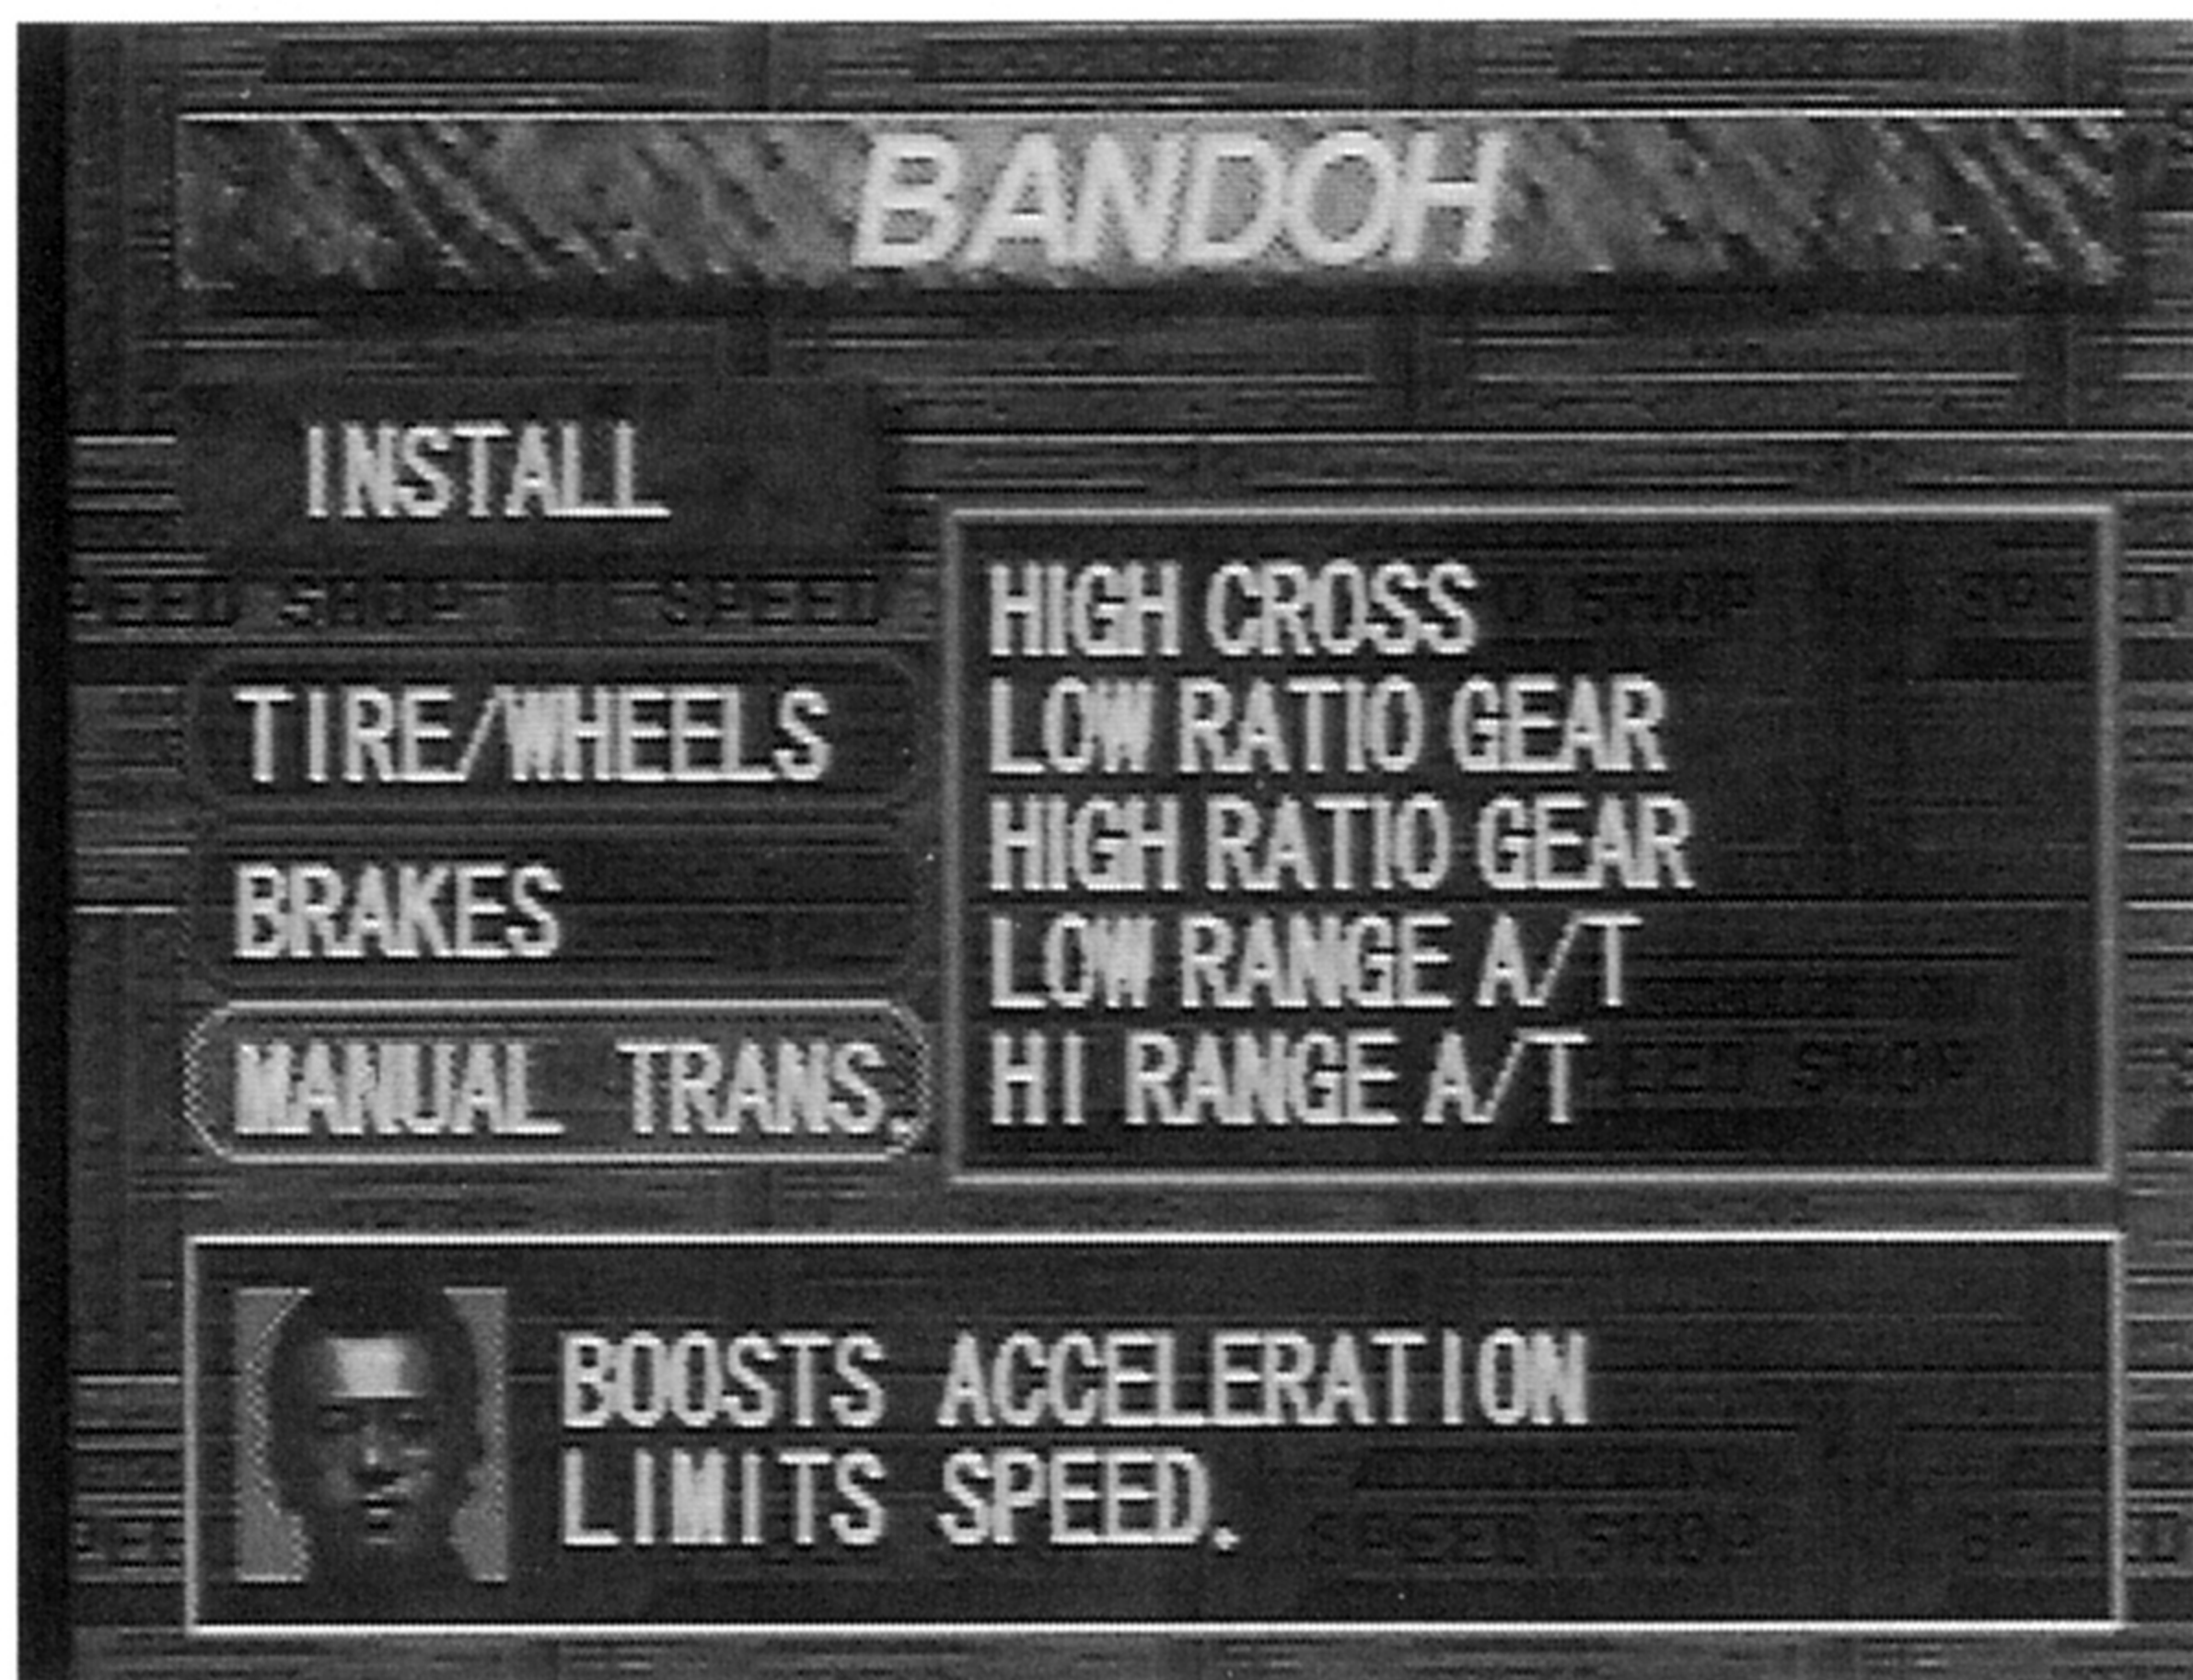 BANDOH
INSTALL
TIRE/WHEELS
BRAKES
MANUAL TRANS.
HIGH CROSS
LOW RATIO GEAR
HIGH RATIO GEAR
LOW RANGE A/T
HI RANGE A/T
BOOSTS ACCELERATION
LIMITS SPEED.